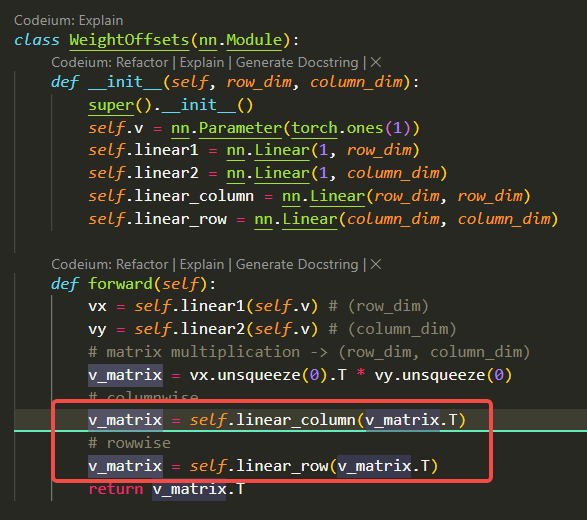 Codeium: Explain
class WeightOffsets(nn.Module):
Codeium: Refactor | Explain | Generate Docstring | ×
def __init__(self, row_dim, column_dim):
super().__init__()
self.v = nn.Parameter(torch.ones(1))
self.linear1 = nn.Linear(1, row_dim)
self.linear2 = nn.Linear(1, column_dim)
self.linear_column = nn.Linear(row_dim, row_dim)
self.linear_row = nn.Linear(column_dim, column_dim)
Codeium: Refactor | Explain | Generate Docstring | ×
def forward(self):
vx = self.linear1(self.v) # (row_dim)
vy = self.linear2(self.v) # (column_dim)
# matrix multiplication -> (row_dim, column_dim)
v_matrix = vx.unsqueeze(0).T * vy.unsqueeze(0)
# columnwise
v_matrix = self.linear_column(v_matrix.T)
# rowwise
v_matrix = self.linear_row(v_matrix.T)
return v_matrix.T